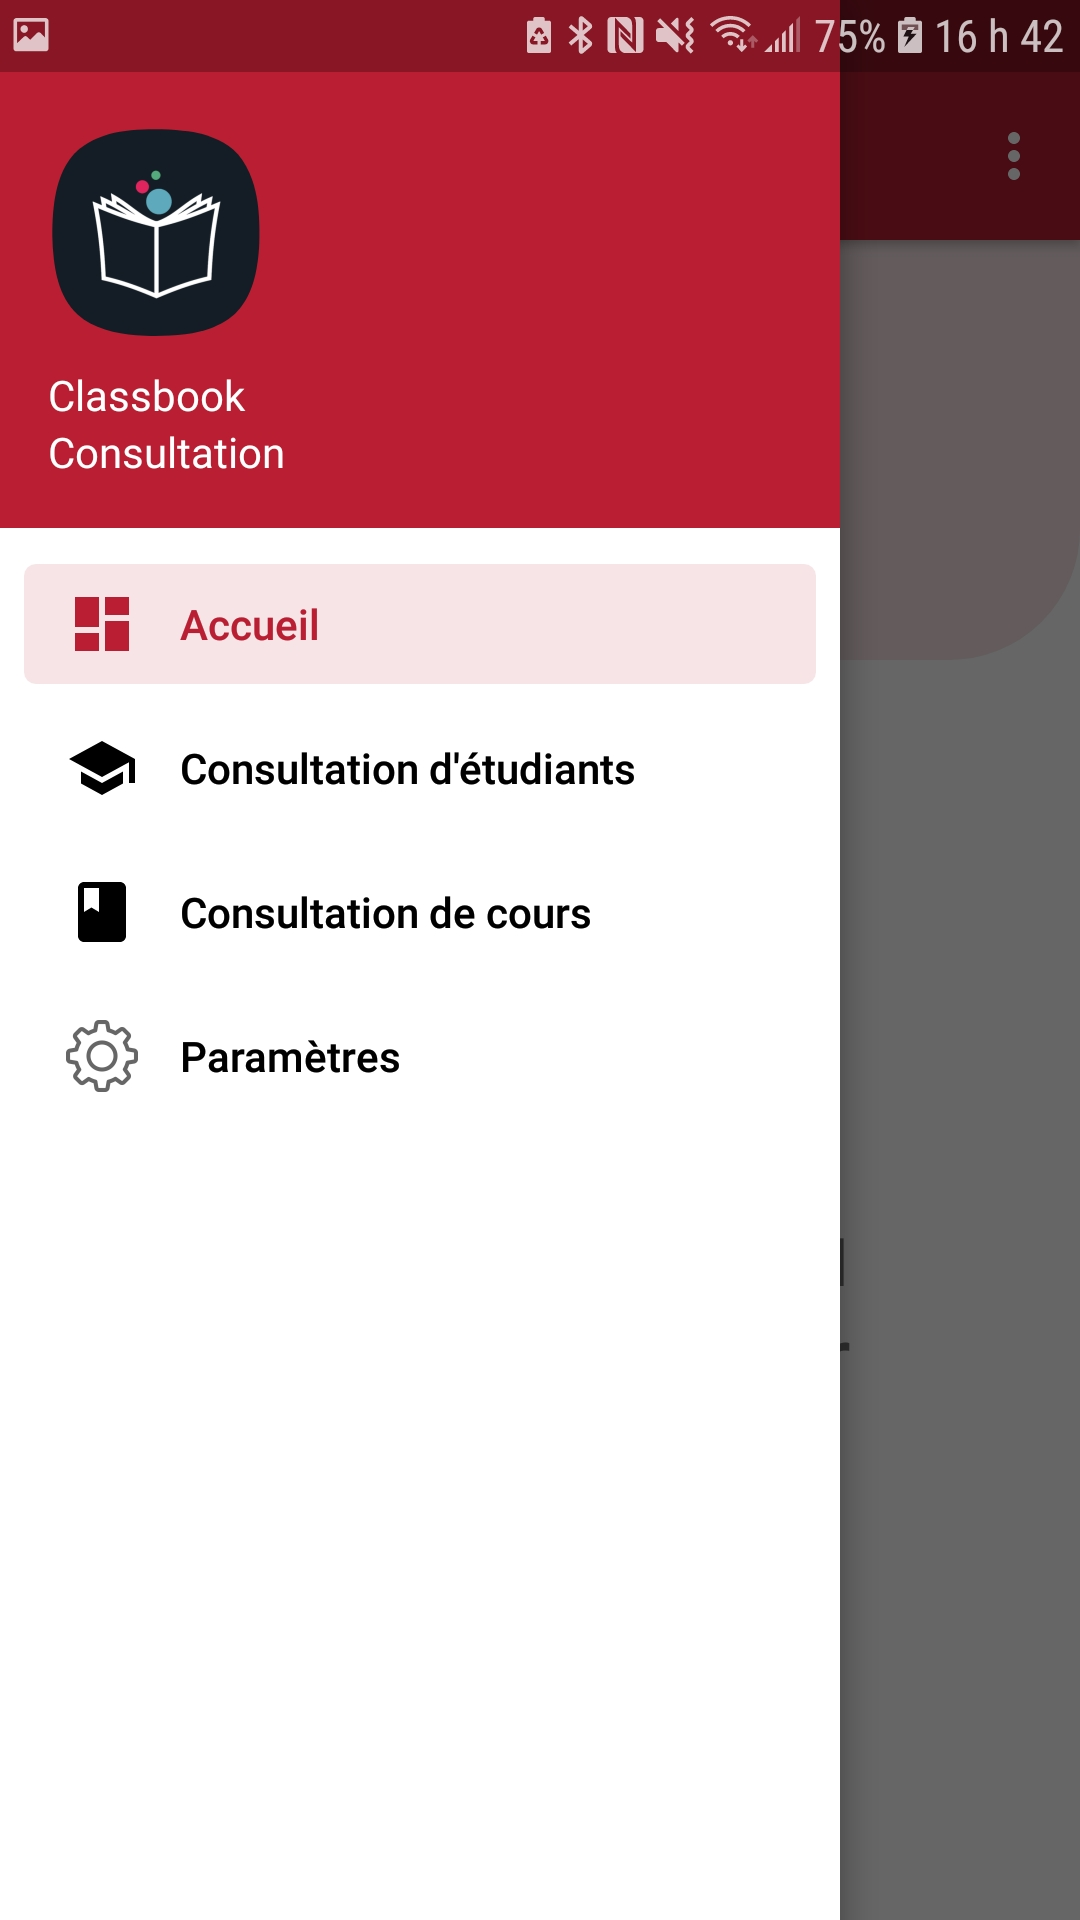 75% 16 h 42
Classbook
Consultation
Accueil
Consultation d'étudiants
Consultation de cours
Paramètres